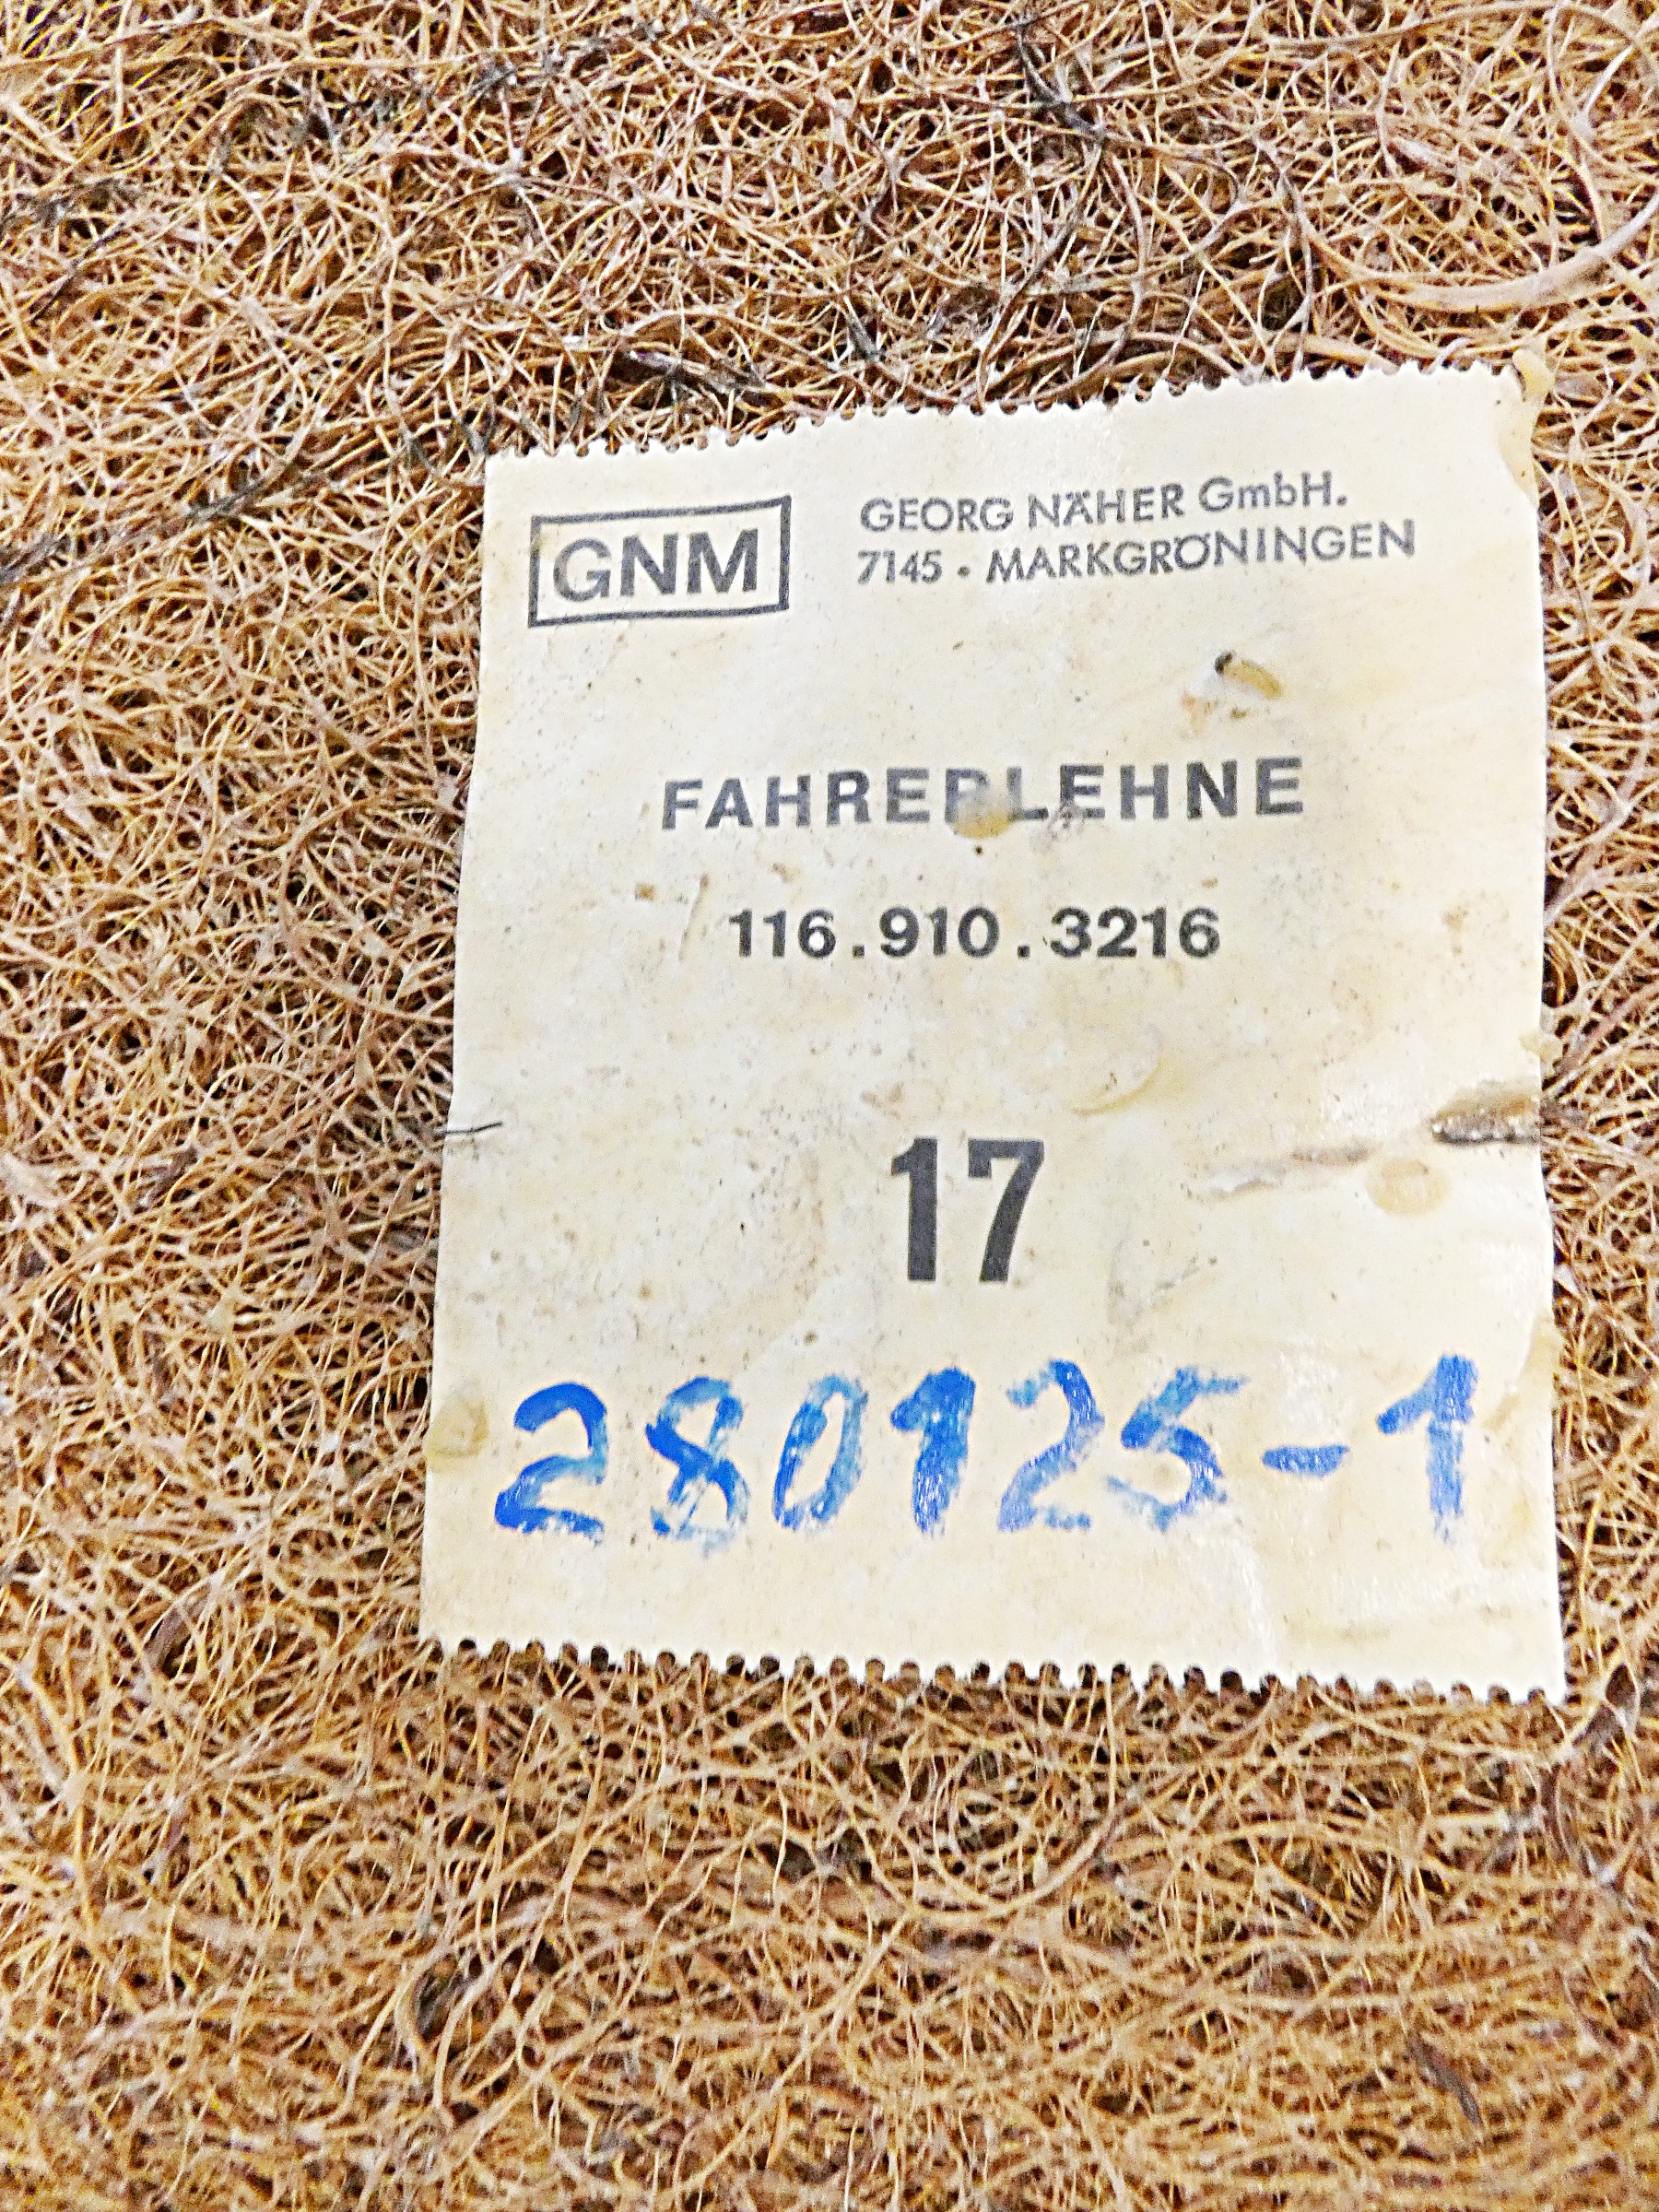 GNM
GEORG NÄHER GmbH.
7145 · MARKGRÖNINGEN
FAHRERLEHNE
116.910.3216
17
280125-1